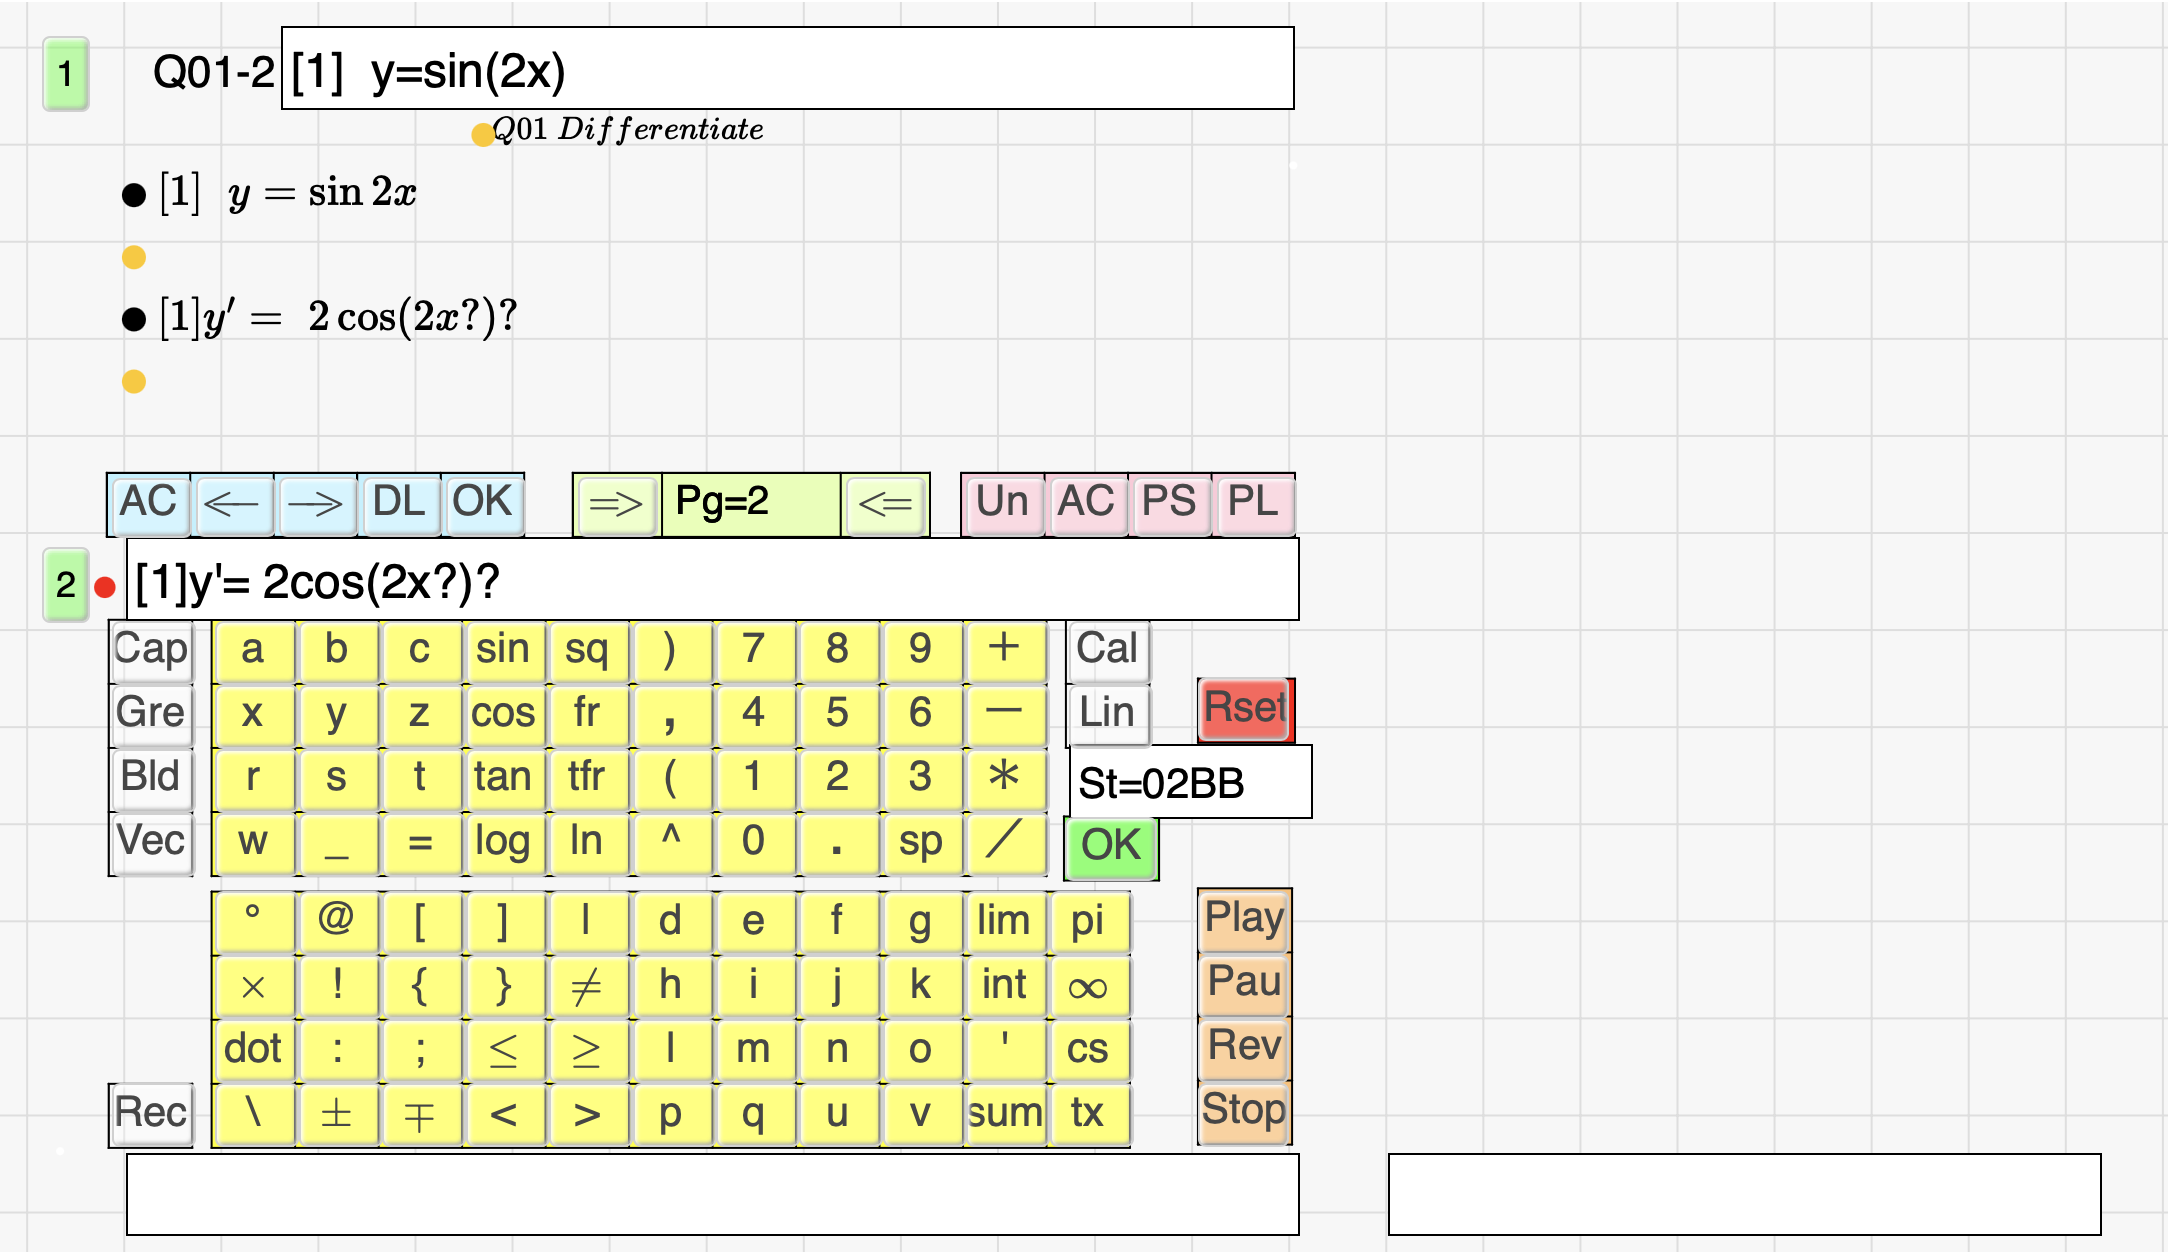 1 Q01-2 [1]  y=sin(2x)
Q01 Differentiate
[1]  y = sin 2x
[1]y′ =  2 cos(2x?)?
AC <— —> DL OK => Pg=2 <= Un AC PS PL
2 [1]y'= 2cos(2x?)?
Cap a b c sin sq ) 7 8 9 + Cal
Gre x y z cos fr , 4 5 6 — Lin Rset
Bld r s t tan tfr ( 1 2 3 * St=02BB
Vec w _ = log ln ^ 0 . sp / OK
° @ [ ] l d e f g lim pi Play
× ! { } ≠ h i j k int ∞ Pau
dot : ; ≤ ≥ l m n o ' cs Rev
Rec \ ± ∓ < > p q u v sum tx Stop